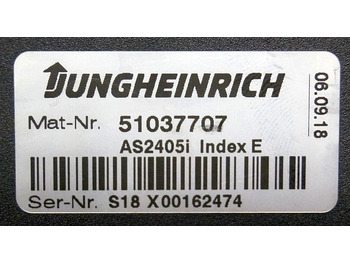 JUNGHEINRICH
Mat-Nr. 51037707
AS2405i Index E
Ser-Nr. S18 X00162474
06.09.18